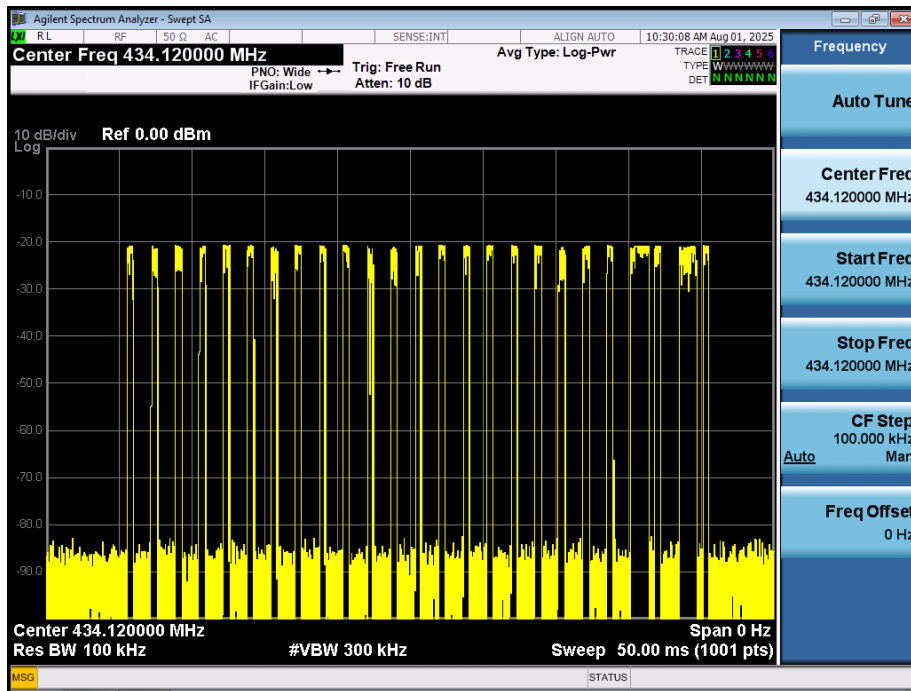 Agilent Spectrum Analyzer - Swept SA
LXI RL RF 50 Ω AC SENSE:INT ALIGN AUTO 10:30:08 AM Aug 01, 2025
Center Freq 434.120000 MHz
PNO: Wide
IFGain:Low
Trig: Free Run
Atten: 10 dB
Avg Type: Log-Pwr
TRACE 1 2 3 4 5 6
TYPE WWWWWW
DET N N N N N N
10 dB/div Ref 0.00 dBm
Log
-10.0
-20.0
-30.0
-40.0
-50.0
-60.0
-70.0
-80.0
-90.0
Center 434.120000 MHz Span 0 Hz
Res BW 100 kHz #VBW 300 kHz Sweep 50.00 ms (1001 pts)
MSG STATUS
Frequency
Auto Tune
Center Freq
434.120000 MHz
Start Freq
434.120000 MHz
Stop Freq
434.120000 MHz
CF Step
100.000 kHz
Auto Man
Freq Offset
0 Hz